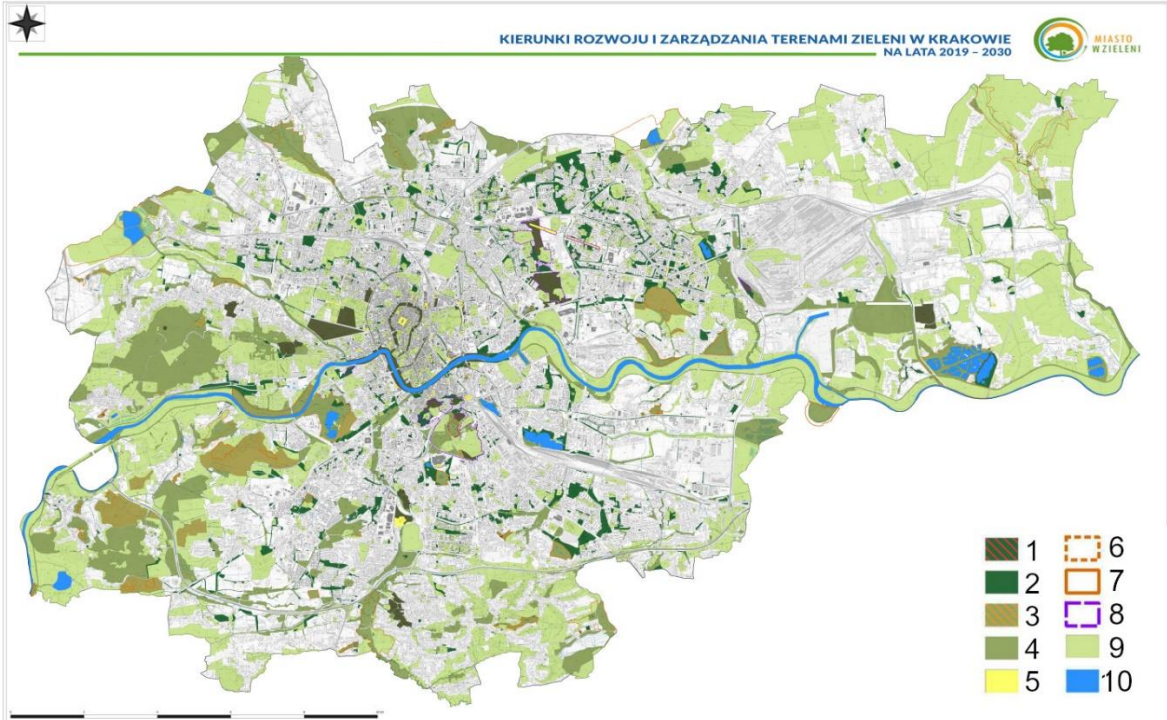 KIERUNKI ROZWOJU I ZARZĄDZANIA TERENAMI ZIELENI W KRAKOWIE
NA LATA 2019 – 2030
MIASTO
W ZIELENI
1
2
3
4
5
6
7
8
9
10